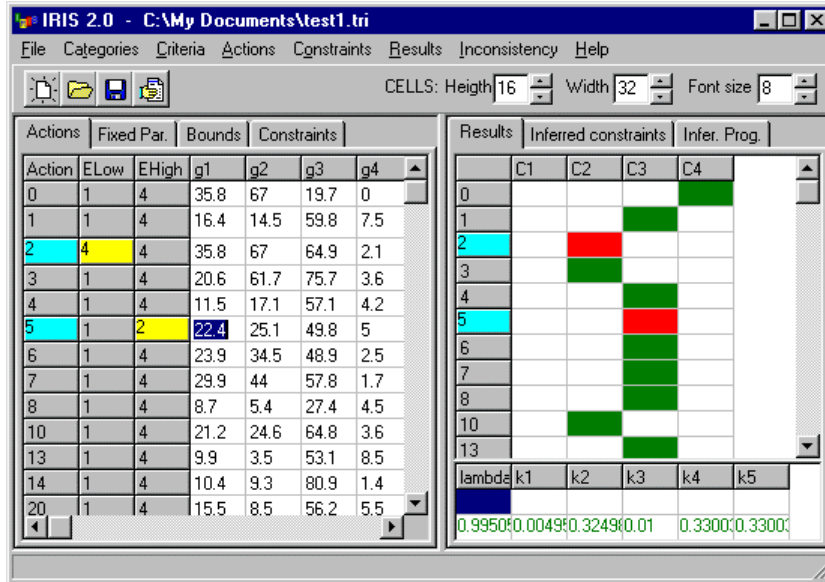 IRIS 2.0 - C:\My Documents\test1.tri
File Categories Criteria Actions Constraints Results Inconsistency Help
CELLS: Heigth 16 Width 32 Font size 8
Actions Fixed Par. Bounds Constraints
Action ELow EHigh g1 g2 g3 g4
0 1 4 35.8 67 19.7 0
1 1 4 16.4 14.5 59.8 7.5
2 4 4 35.8 67 64.9 2.1
3 1 4 20.6 61.7 75.7 3.6
4 1 4 11.5 17.1 57.1 4.2
5 1 2 22.4 25.1 49.8 5
6 1 4 23.9 34.5 48.9 2.5
7 1 4 29.9 44 57.8 1.7
8 1 4 8.7 5.4 27.4 4.5
10 1 4 21.2 24.6 64.8 3.6
13 1 4 9.9 3.5 53.1 8.5
14 1 4 10.4 9.3 80.9 1.4
20 1 4 15.5 8.5 56.2 5.5
Results Inferred constraints Infer. Prog.
C1 C2 C3 C4
0
1
2
3
4
5
6
7
8
10
13
lambda k1 k2 k3 k4 k5
0.9950 0.0049 0.3249 0.01 0.3300 0.3300